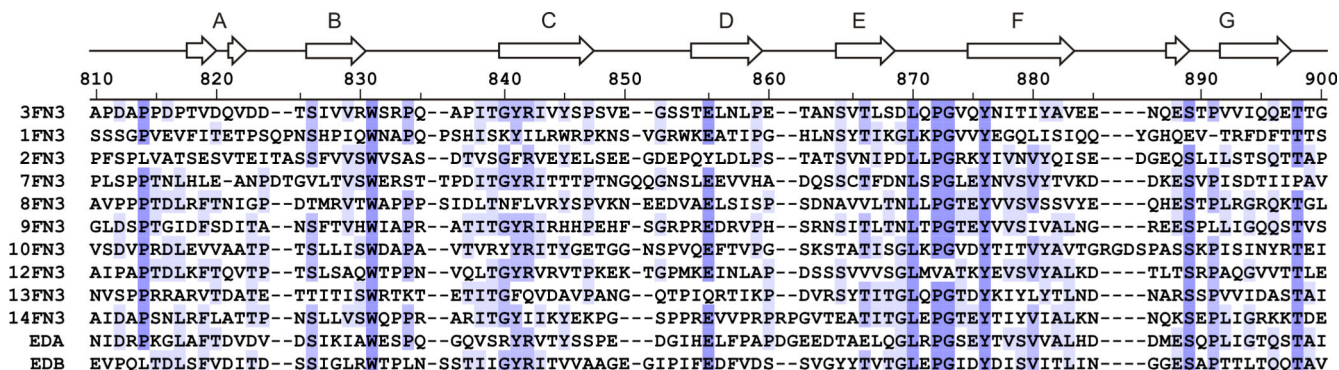 A B C D E F G
810 820 830 840 850 860 870 880 890 900
3FN3 APDAPPDPTVDQVDD--TSIVVRWSRPQ--APITGYRIVYSPSVE-GSSTELNLPE--TANSVTLSDLQPGVQYNITIYAVEE----NQESTPVVIQQETTG
1FN3 SSSGPVEVFITETPSQPNSHPIQWNAPQ-PSHISKYILRWRPKNS-VGRWKEATIPG--HLNSYTIKGLKPGVVYEGQLISIQQ---YGHQEV-TRFDFTTTS
2FN3 PFSPLVATSESVTEITASSFVVSWVSAS--DTVSGFRVEYELSEE-GDEPQYLDLPS--TATSVNIPDLLPGRKYIVNVYQISE----DGEQSLILSTSQTTAP
7FN3 PLSPPTNLHLE-ANPDTGVLTVSWERST--TPDITGYRITTTPTNGQQGNSLEEVVHA--DQSSCTFDNLSPGLEYNVSVYTVKD----DKESVPISDTIIPAV
8FN3 AVPPPTDLRFTNIGP--DTMRVTWAPPP-SIDLTNFLVRYSPVKN-EEDVAELSISP--SDNAVVLTNLLPGTEYVVSVSSVYE----QHESTPLRGRQKTGL
9FN3 GLDSPTGIDFSDITA--NSFTVHWIAPR--ATITGYRIRHHPEHF-SGRPREDRVPH--SRNSITLTNLTPGTEYVVSIVALNG----REESPLLIGQQSTVS
10FN3 VSDVPRDLEVVAATP--TSLLISWDAPA--VTVRYYRITYGETGG-NSPVQEFTVPG--SKSTATISGLKPGVDYTITVYAVTGRGDSPASSKPISINYRTEI
12FN3 AIPAPTDLKFTQVTP--TSLSAQWTPPN--VQLTGYRVRVTPKEK-TGPMKEINLAP--DSSSVVVSGLMVATKYEVSVYALKD----TLTSRPAQGVVTTLE
13FN3 NVSPPRRARVTDATE--TTITISWRTKT--ETITGFQVDAVPANG--QTPIQRTIKP--DVRSYTITGLQPGTDYKIYLYTLND----NARSSPVVIDASTAI
14FN3 AIDAPSNLRFLATTP--NSLLVSWQPPR--ARITGYIIKYEKPG-SPPREVVPRPRPGVTEATITGLEPGTEYTIYVIALKN----NQKSEPLIGRKKTDE
EDA NIDRPKGLAFTDVDV--DSIKIAWESPQ--GQVSRYRVTYSSPE--DGIHELFPAPDGEEDTAELQGLRPGSEYTVSVVALHD----DMESQPLIGTQSTAI
EDB EVPQLTDLSFVDITD--SSIGLRWTPLN--SSTIIGYRITVVAAGEGIPIFEDFVDS--SVGYYTVTGLEPGIDYDISVITLIN----GGESAPTTLTQQTAV